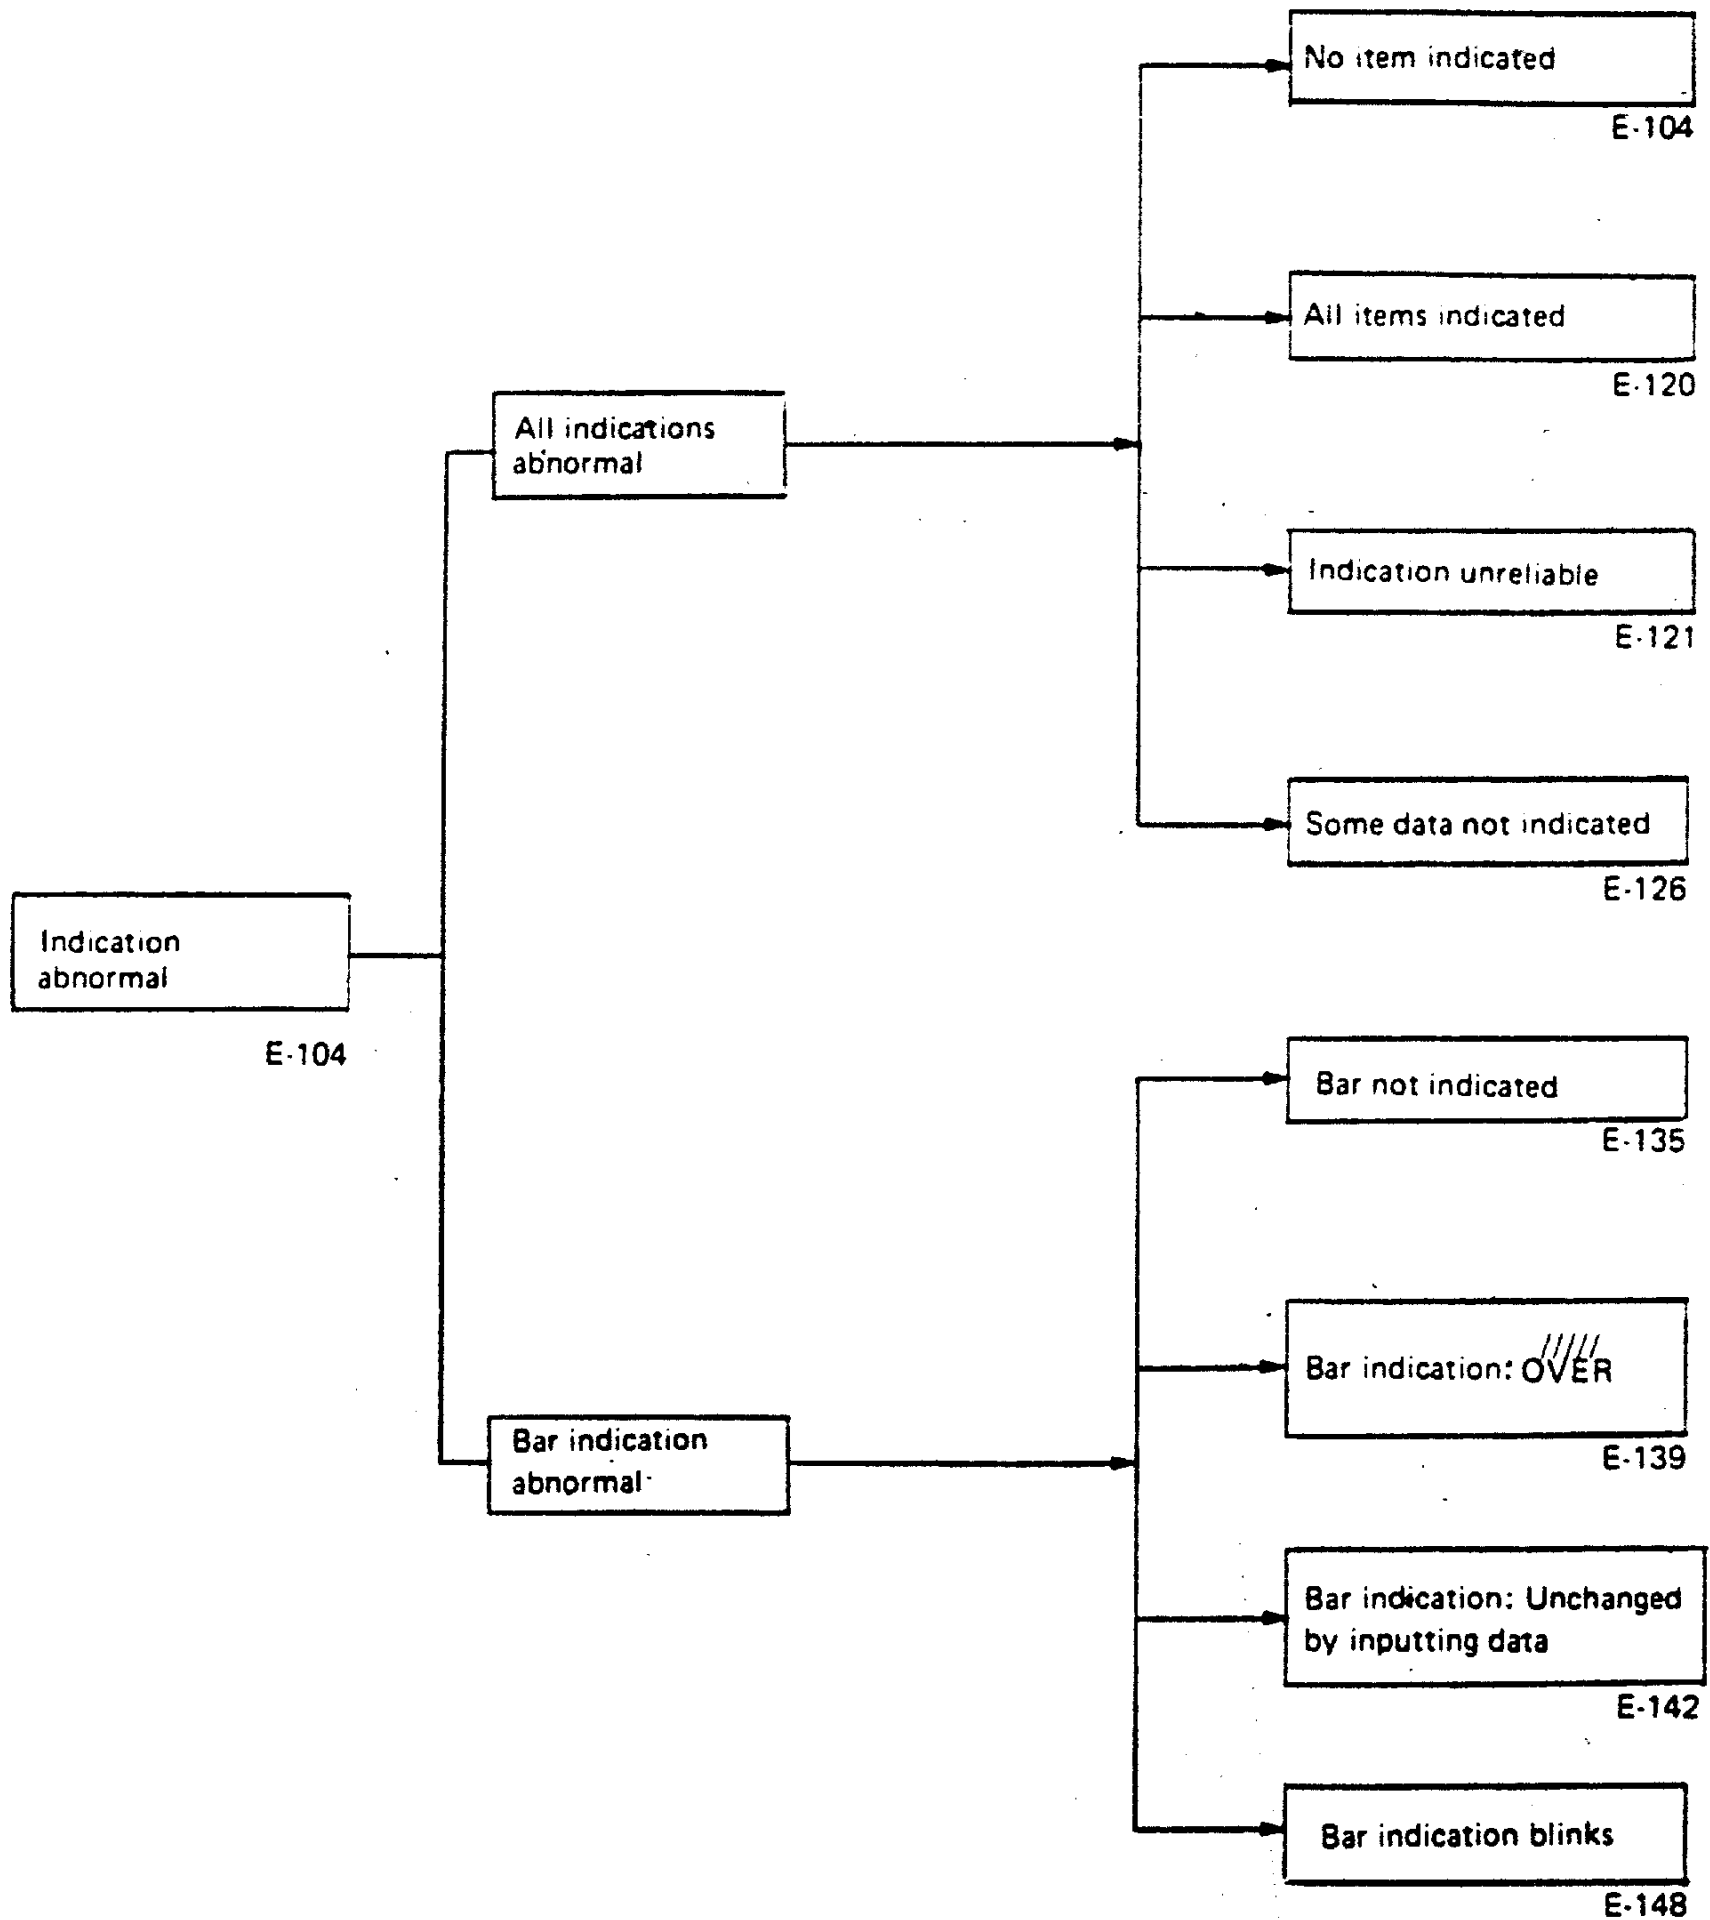 No item indicated
E-104
All items indicated
E-120
All indications
abnormal
Indication unreliable
E-121
Some data not indicated
E-126
Indication
abnormal
E-104
Bar not indicated
E-135
Bar indication: OVER
E-139
Bar indication
abnormal
Bar indication: Unchanged
by inputting data
E-142
Bar indication blinks
E-148